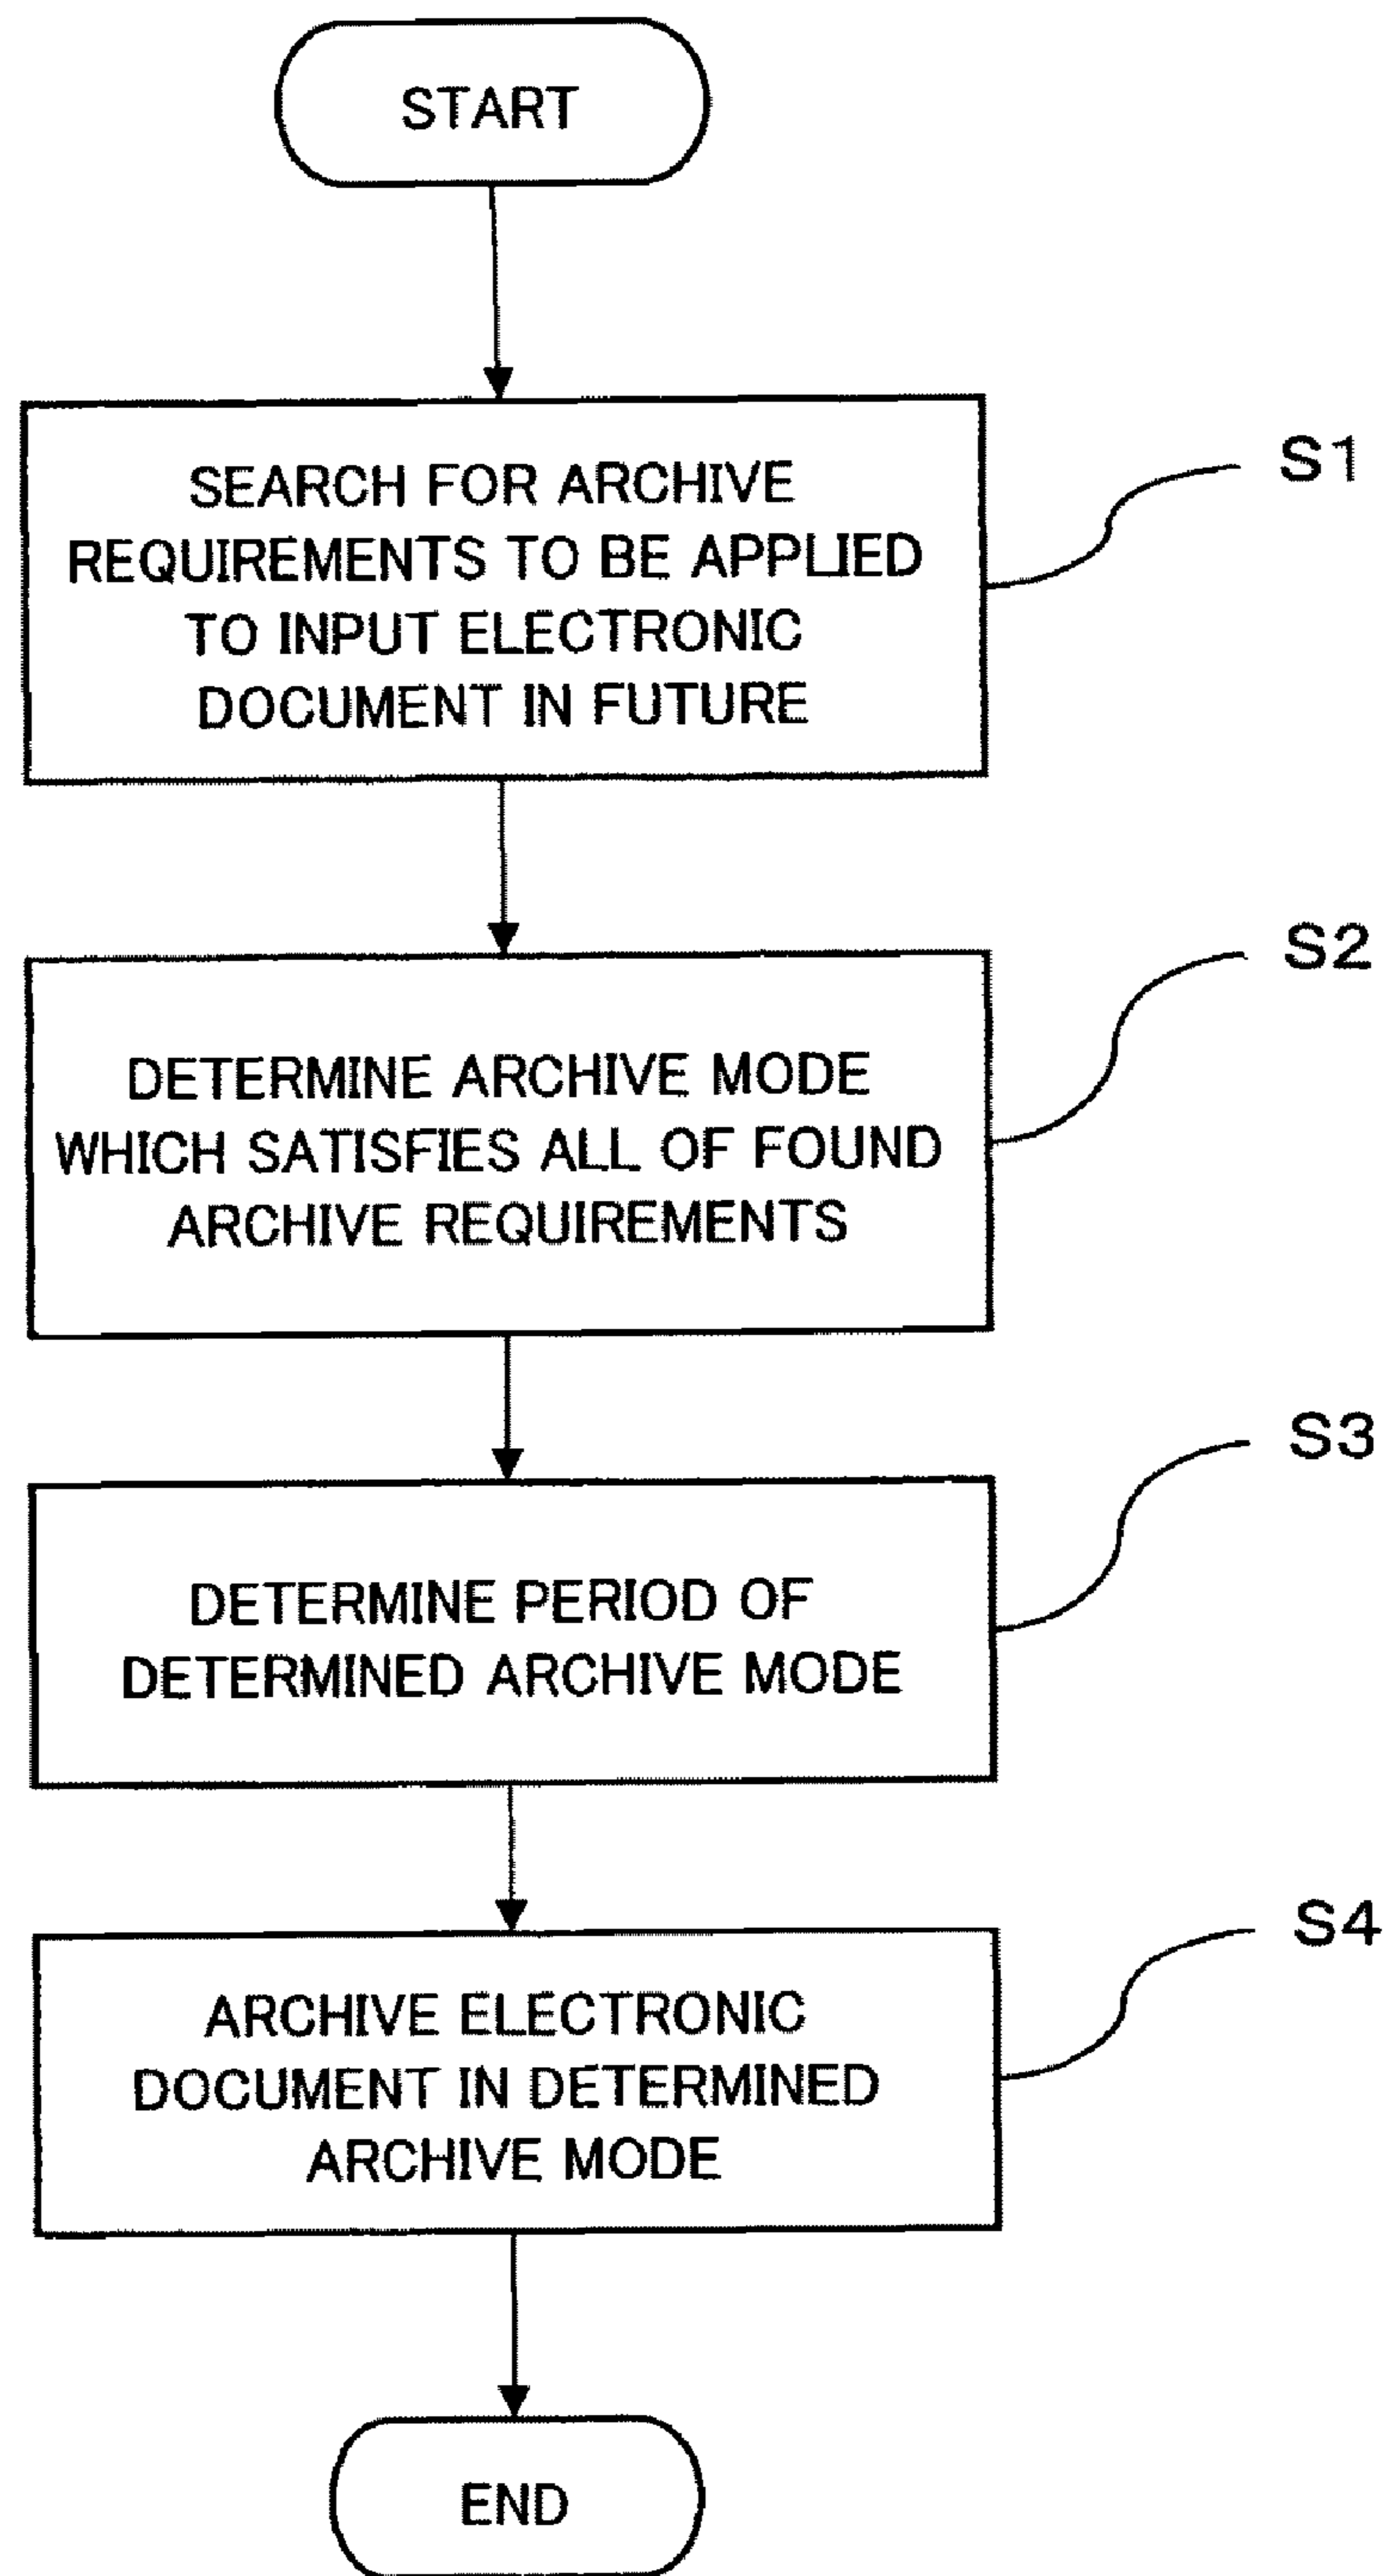 START
SEARCH FOR ARCHIVE
REQUIREMENTS TO BE APPLIED
TO INPUT ELECTRONIC
DOCUMENT IN FUTURE
S1
DETERMINE ARCHIVE MODE
WHICH SATISFIES ALL OF FOUND
ARCHIVE REQUIREMENTS
S2
DETERMINE PERIOD OF
DETERMINED ARCHIVE MODE
S3
ARCHIVE ELECTRONIC
DOCUMENT IN DETERMINED
ARCHIVE MODE
S4
END